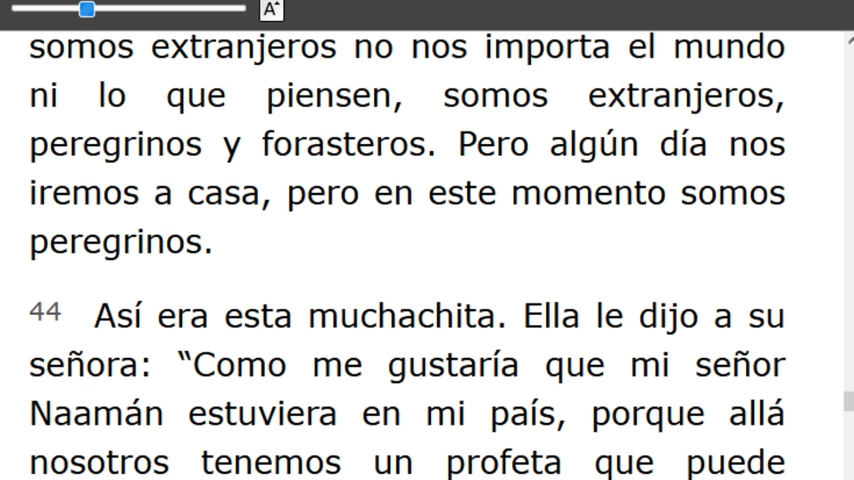 A
somos extranjeros no nos importa el mundo
ni lo que piensen, somos extranjeros,
peregrinos y forasteros. Pero algún día nos
iremos a casa, pero en este momento somos
peregrinos.
44 Así era esta muchachita. Ella le dijo a su
señora: “Como me gustaría que mi señor
Naamán estuviera en mi país, porque allá
nosotros tenemos un profeta que puede